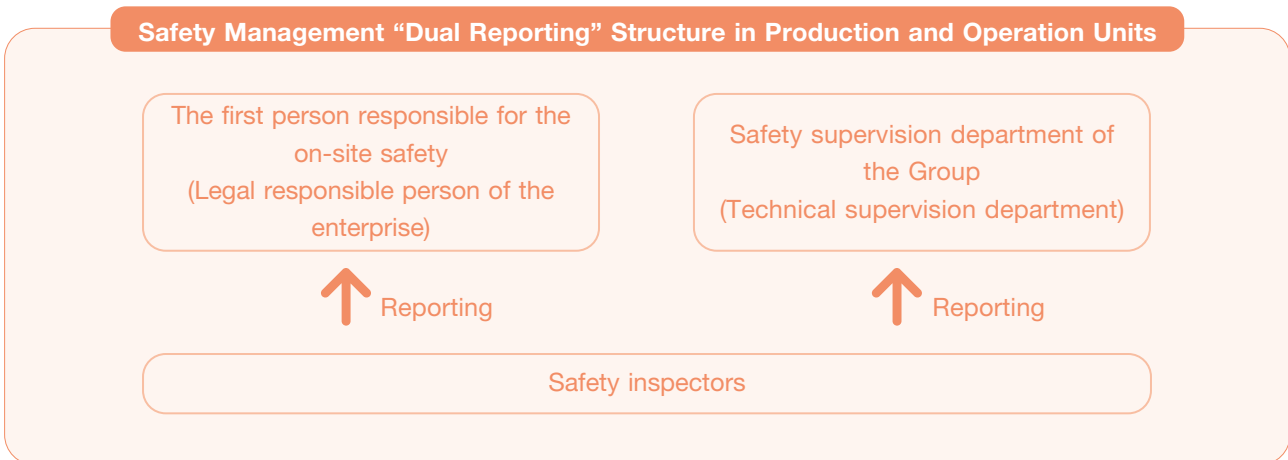 Safety Management “Dual Reporting” Structure in Production and Operation Units
The first person responsible for the
on-site safety
(Legal responsible person of the
enterprise)
Safety supervision department of
the Group
(Technical supervision department)
Reporting
Reporting
Safety inspectors